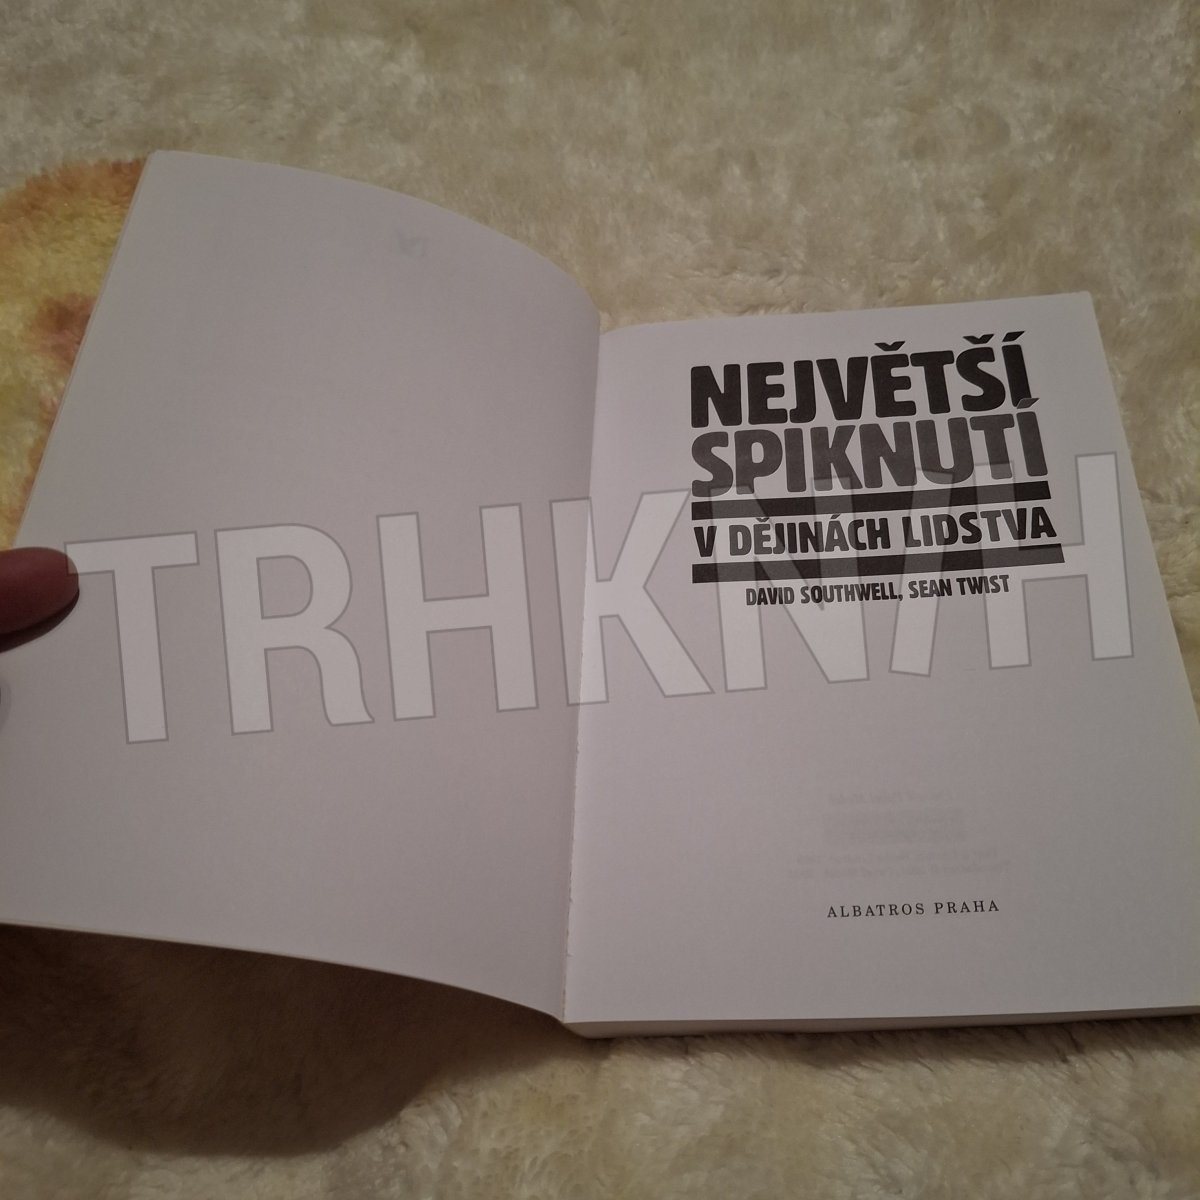 NEJVĚTŠÍ
SPIKNUTÍ
V DĚJINÁCH LIDSTVA
DAVID SOUTHWELL, SEAN TWIST
TRHKNIH
ALBATROS PRAHA